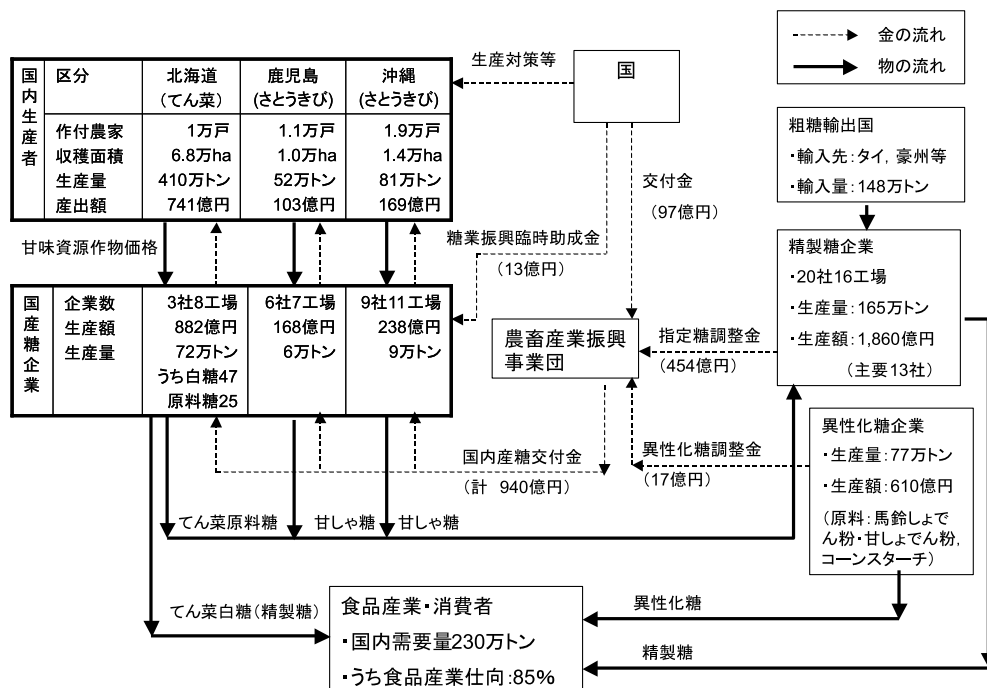 金の流れ
物の流れ
国内生産者
区分 北海道 鹿児島 沖縄
(てん菜) (さとうきび) (さとうきび)
作付農家 1万戸 1.1万戸 1.9万戸
収穫面積 6.8万ha 1.0万ha 1.4万ha
生産量 410万トン 52万トン 81万トン
産出額 741億円 103億円 169億円
生産対策等
国
粗糖輸出国
・輸入先:タイ,豪州等
・輸入量:148万トン
交付金
(97億円)
甘味資源作物価格
糖業振興臨時助成金
(13億円)
国産糖企業
企業数 3社8工場 6社7工場 9社11工場
生産額 882億円 168億円 238億円
生産量 72万トン 6万トン 9万トン
うち白糖47
原料糖25
農畜産業振興
事業団
指定糖調整金
(454億円)
精製糖企業
・20社16工場
・生産量:165万トン
・生産額:1,860億円
(主要13社)
異性化糖企業
・生産量:77万トン
・生産額:610億円
(原料:馬鈴しょで
ん粉・甘しょでん粉,
コーンスターチ)
国内産糖交付金
(計 940億円)
異性化糖調整金
(17億円)
てん菜原料糖 甘しゃ糖 甘しゃ糖
てん菜白糖(精製糖)
食品産業・消費者
・国内需要量230万トン
・うち食品産業仕向:85%
異性化糖
精製糖